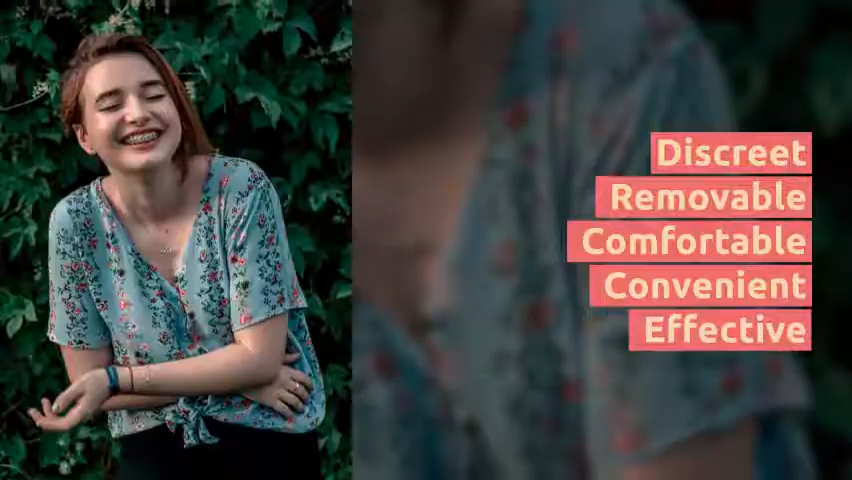 Discreet
Removable
Comfortable
Convenient
Effective